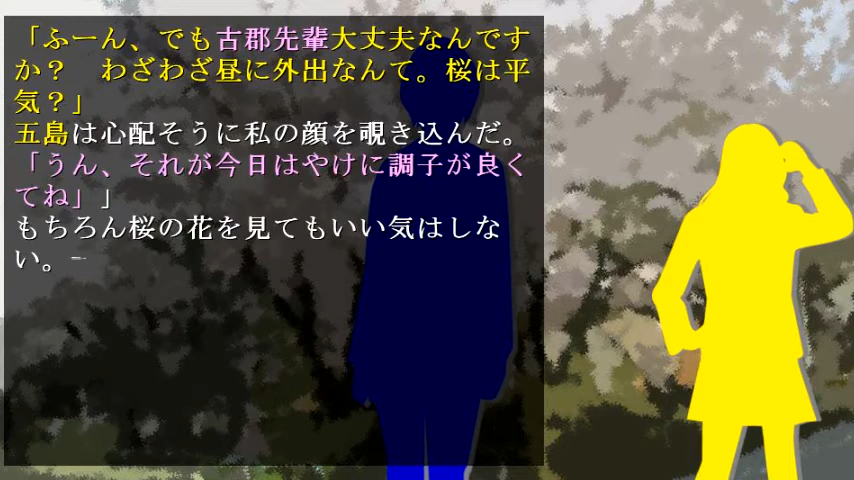 「ふーん、でも古郡先輩大丈夫なんです
か？　わざわざ昼に外出なんて。桜は平
気？」
五島は心配そうに私の顔を覗き込んだ。
「うん、それが今日はやけに調子が良く
てね」」
もちろん桜の花を見てもいい気はしな
い。